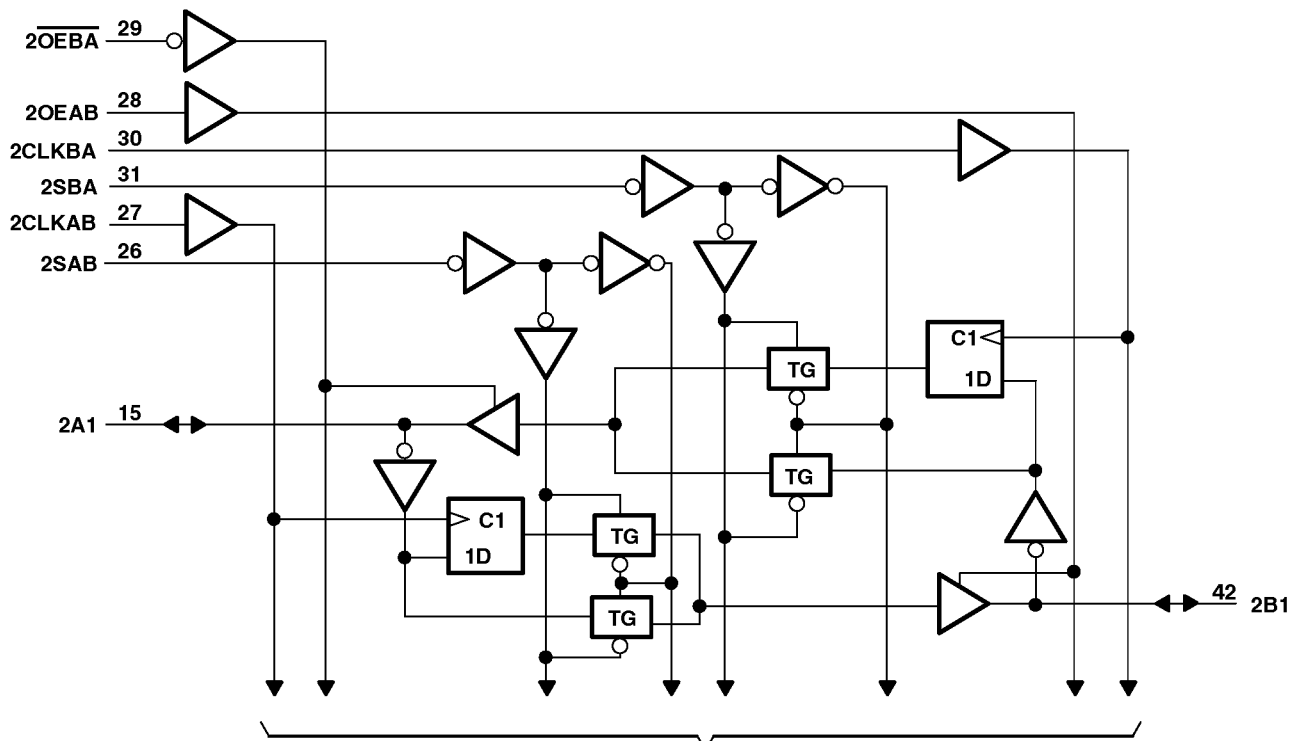 2OEBA 29
2OEAB 28
2CLKBA 30
2SBA 31
2CLKAB 27
2SAB 26
C1
1D
TG
2A1 15
TG
C1
1D
TG
TG
42 2B1